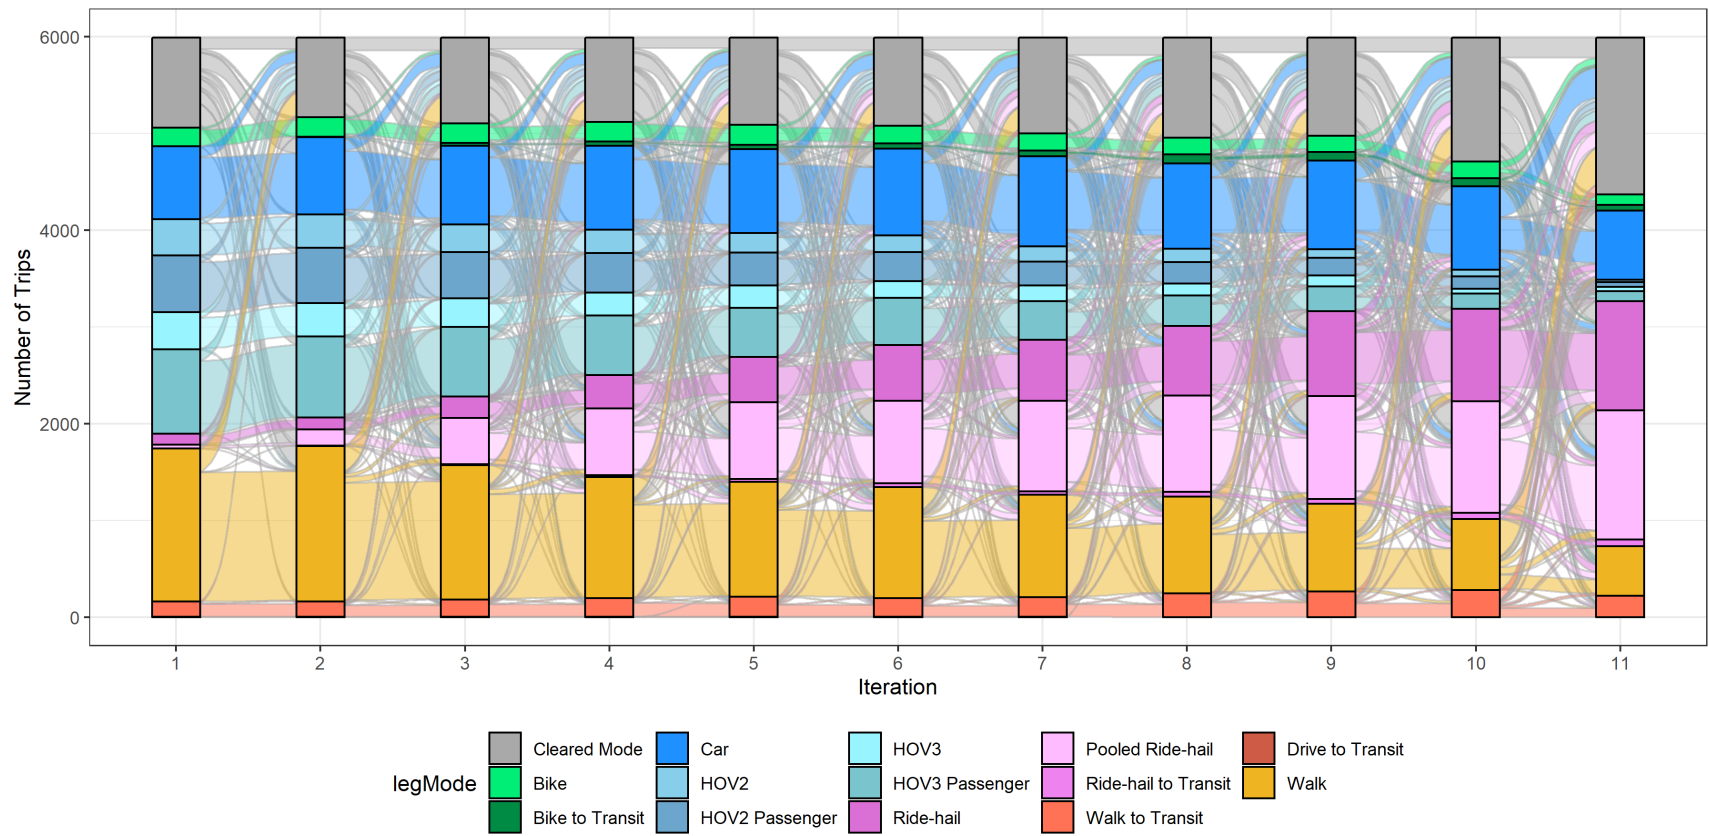 6000
4000
2000
0
Number of Trips
1 2 3 4 5 6 7 8 9 10 11
Iteration
legMode
Cleared Mode
Bike
Bike to Transit
Car
HOV2
HOV2 Passenger
HOV3
HOV3 Passenger
Ride-hail
Pooled Ride-hail
Ride-hail to Transit
Walk to Transit
Drive to Transit
Walk